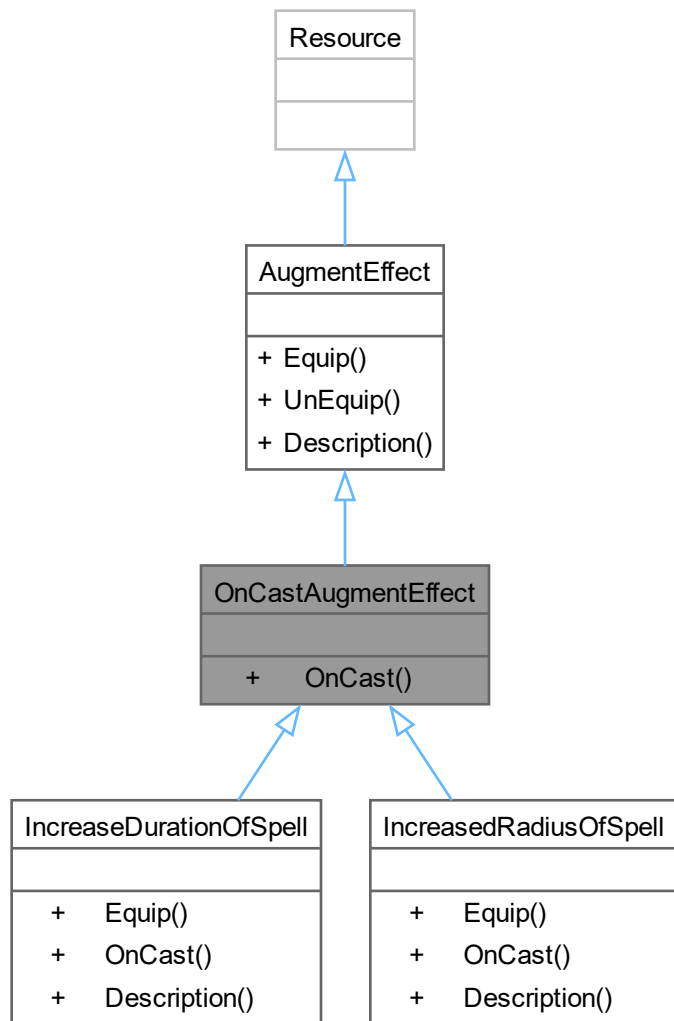 Resource
AugmentEffect
+ Equip()
+ UnEquip()
+ Description()
OnCastAugmentEffect
+ OnCast()
IncreaseDurationOfSpell
+ Equip()
+ OnCast()
+ Description()
IncreasedRadiusOfSpell
+ Equip()
+ OnCast()
+ Description()